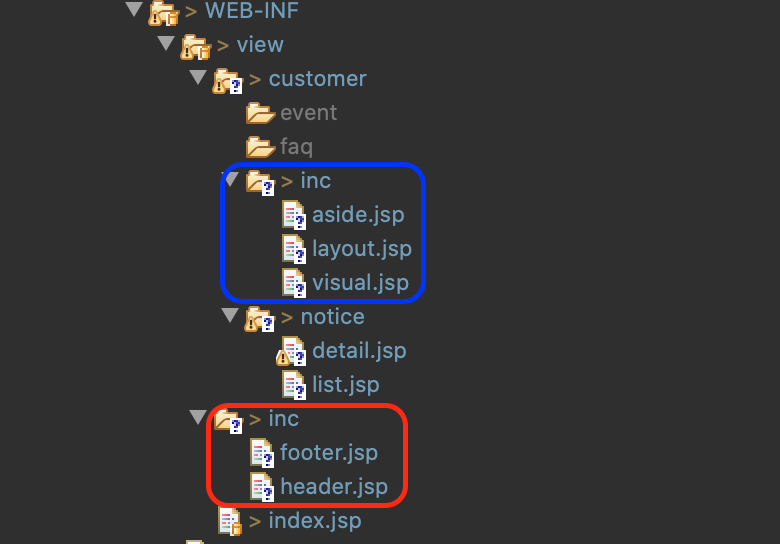 > WEB-INF
> view
> customer
event
faq
> inc
aside.jsp
layout.jsp
visual.jsp
> notice
detail.jsp
list.jsp
> inc
footer.jsp
header.jsp
> index.jsp